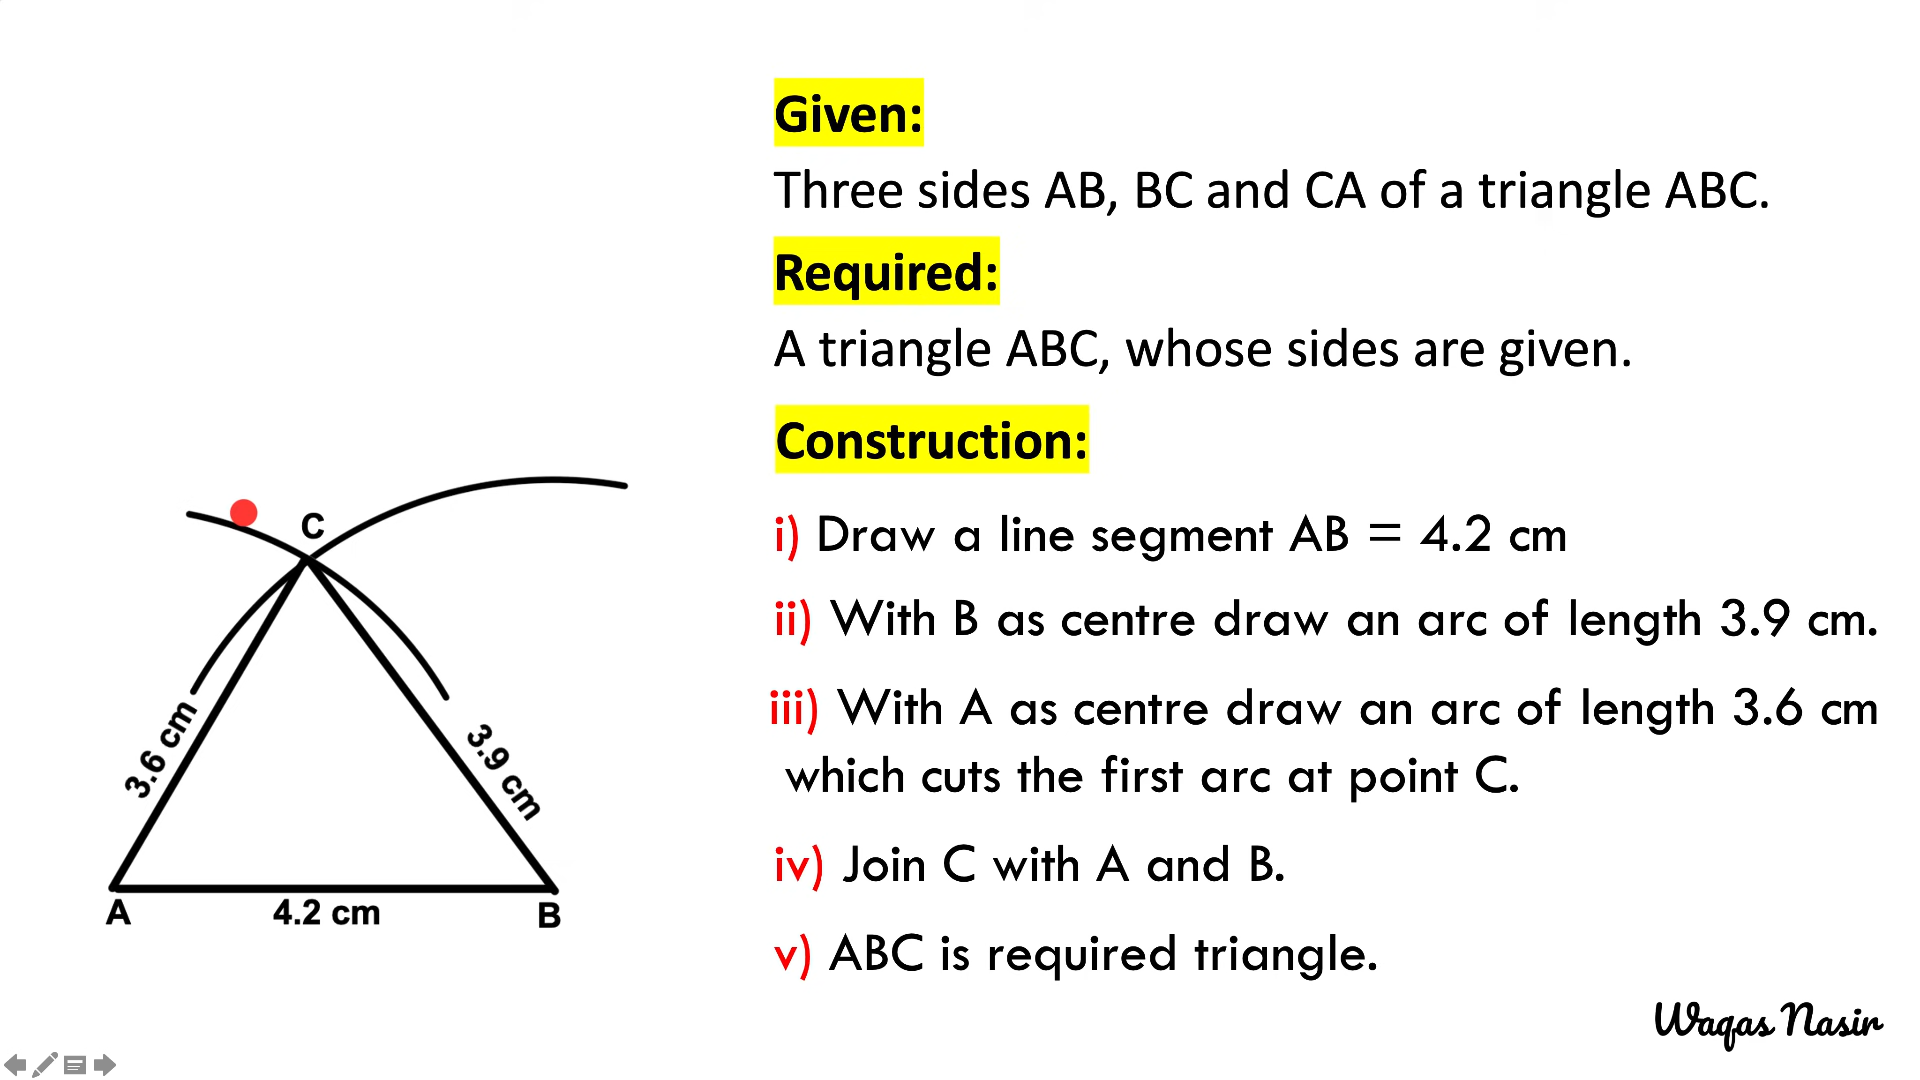 Given:
Three sides AB, BC and CA of a triangle ABC.
Required:
A triangle ABC, whose sides are given.
Construction:
i) Draw a line segment AB = 4.2 cm
ii) With B as centre draw an arc of length 3.9 cm.
iii) With A as centre draw an arc of length 3.6 cm
which cuts the first arc at point C.
iv) Join C with A and B.
v) ABC is required triangle.
C
3.6 cm
3.9 cm
A
4.2 cm
B
Waqas Nasir